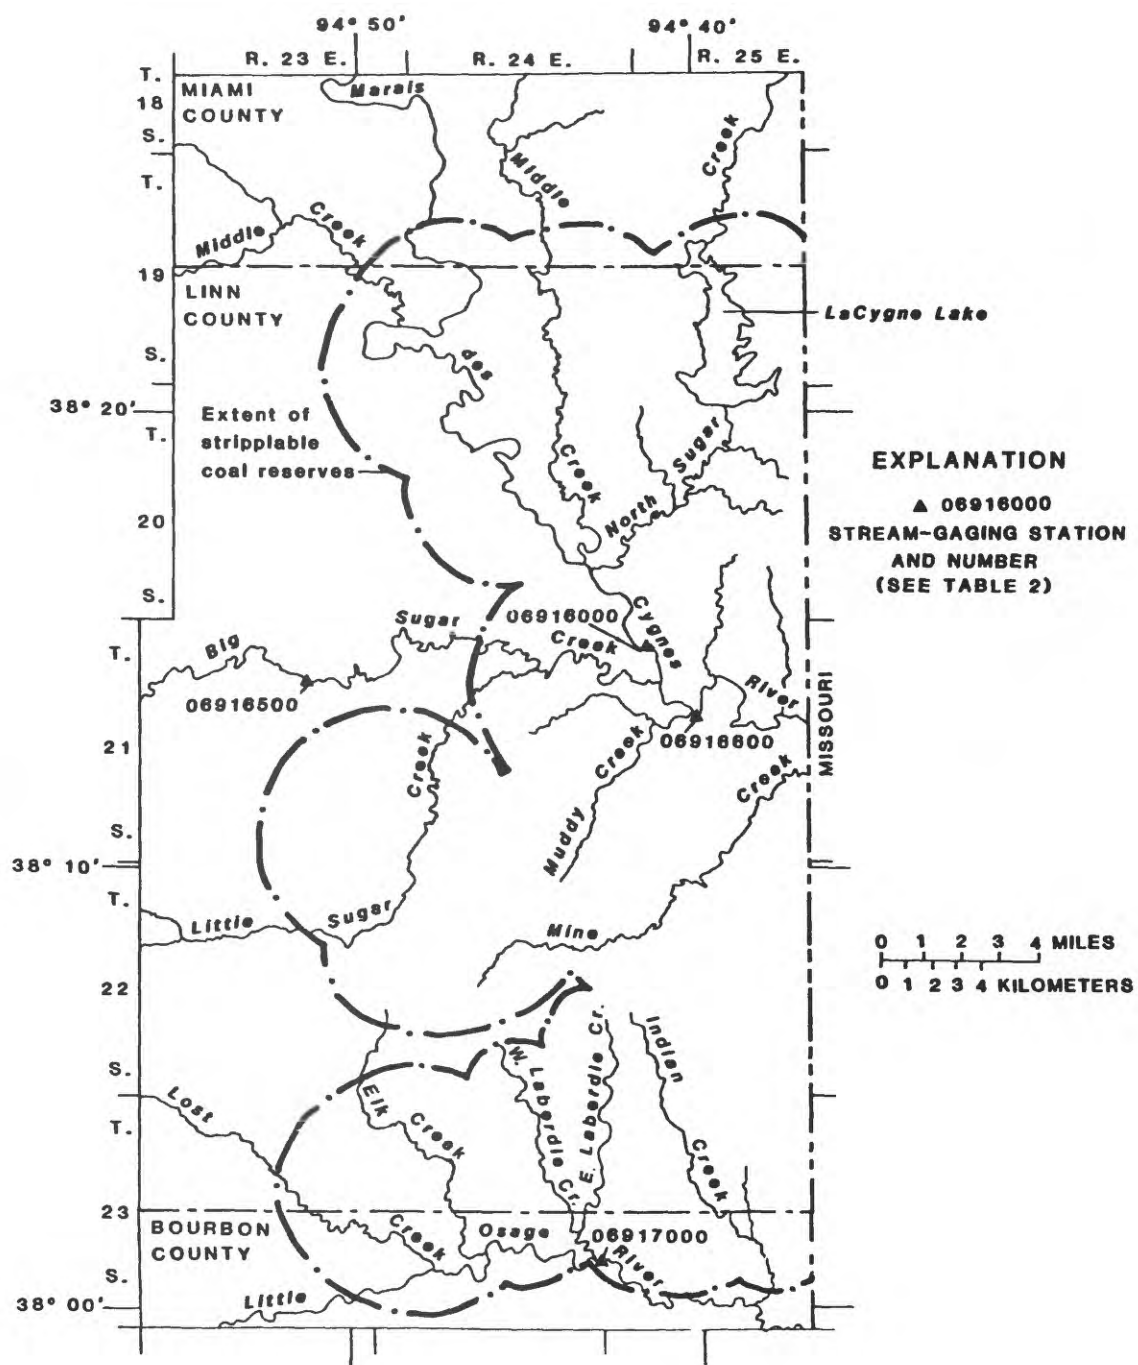 94° 50'
94° 40'
R. 23 E.
R. 24 E.
R. 25 E.
T.
18
S.
MIAMI
COUNTY
Marais
Middle
Creek
T.
Middle
Creek
19
LINN
COUNTY
LaCygne Lake
S.
des
38° 20'
Extent of
stripplable
coal reserves
T.
Creek
North
Sugar
EXPLANATION
▲ 06916000
STREAM-GAGING STATION
AND NUMBER
(SEE TABLE 2)
20
S.
06916000
Cygnes
T.
Big
Sugar
Creek
River
06916500
06916600
MISSOURI
21
Creek
Creek
Muddy
Creek
S.
38° 10'
T.
Little
Sugar
Mine
0 1 2 3 4 MILES
0 1 2 3 4 KILOMETERS
22
S.
W. Laberdie Cr.
E. Laberdie Cr.
Indian
Creek
Lost
Elk
Creek
T.
23
BOURBON
COUNTY
Creek
Osage
06917000
River
S.
Little
38° 00'